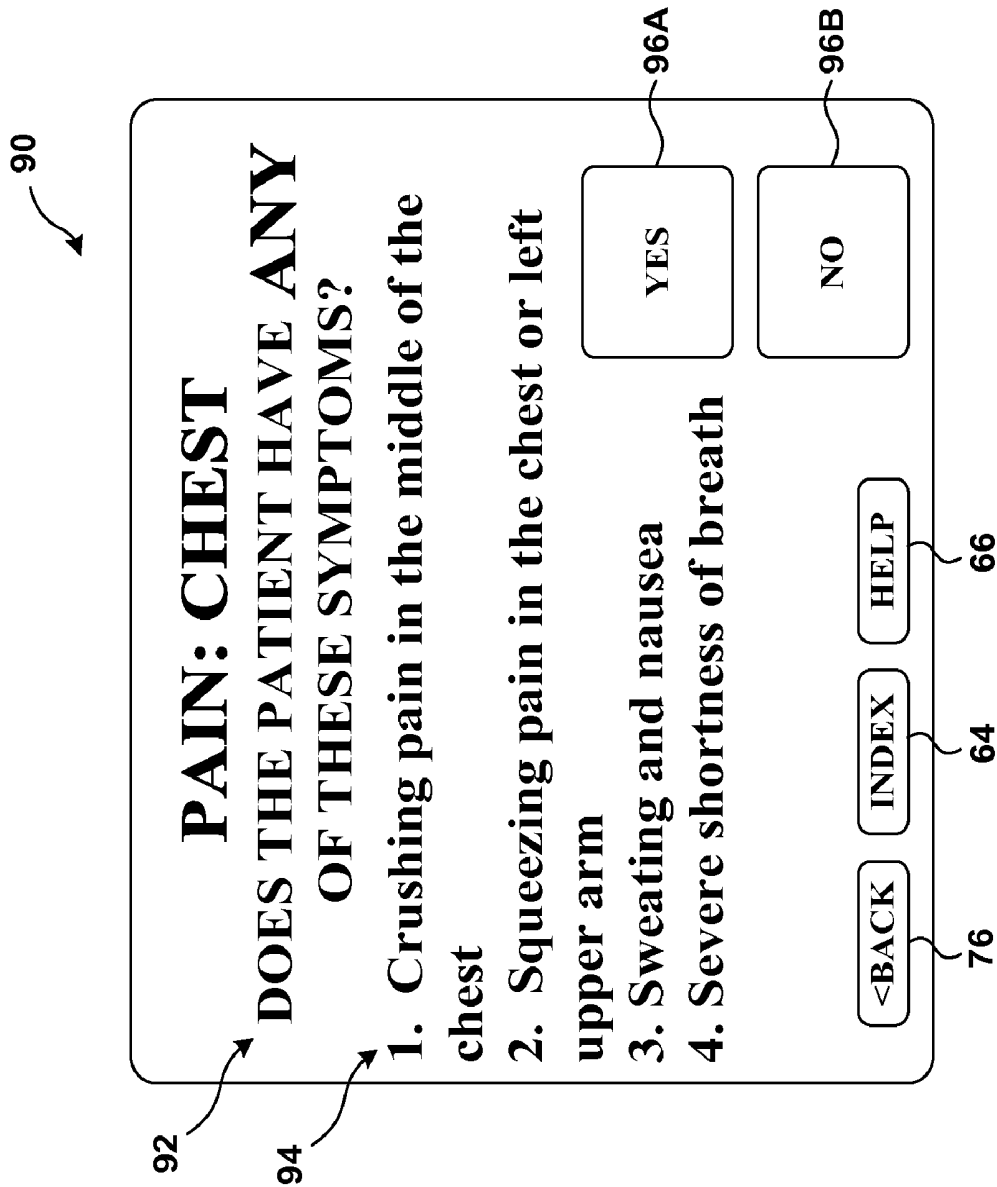 90
PAIN: CHEST
92
DOES THE PATIENT HAVE ANY
OF THESE SYMPTOMS?
94
1. Crushing pain in the middle of the
chest
2. Squeezing pain in the chest or left
upper arm
3. Sweating and nausea
4. Severe shortness of breath
YES
96A
NO
96B
<BACK
INDEX
HELP
76
64
66